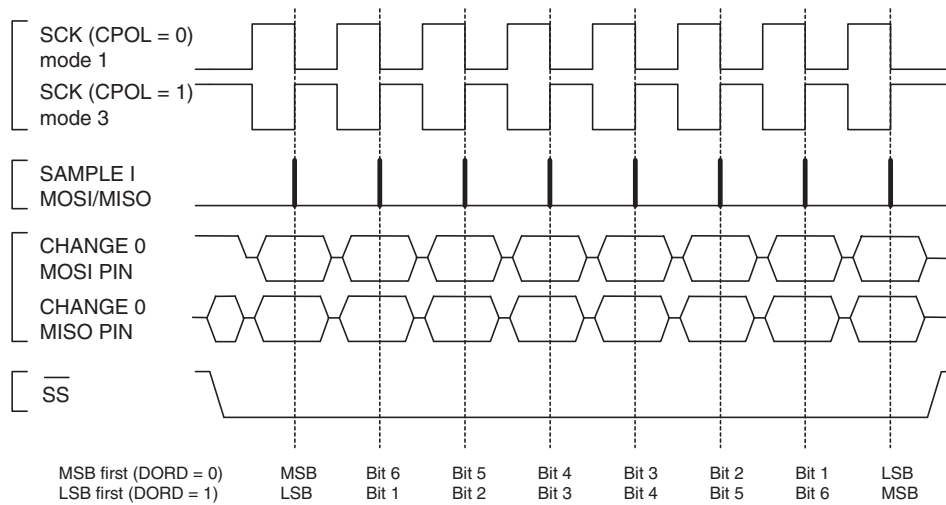 SCK (CPOL = 0)
mode 1
SCK (CPOL = 1)
mode 3
SAMPLE I
MOSI/MISO
CHANGE 0
MOSI PIN
CHANGE 0
MISO PIN
SS
MSB first (DORD = 0) MSB Bit 6 Bit 5 Bit 4 Bit 3 Bit 2 Bit 1 LSB
LSB first (DORD = 1) LSB Bit 1 Bit 2 Bit 3 Bit 4 Bit 5 Bit 6 MSB